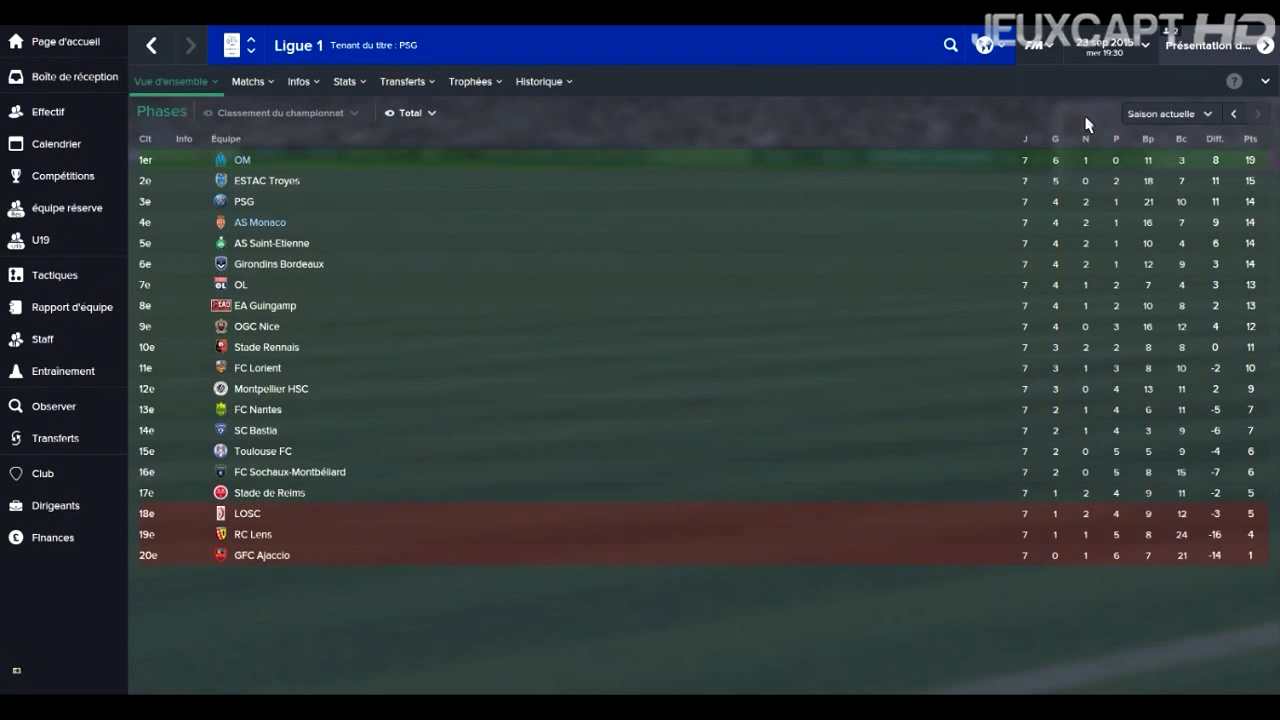 JEUXCAPT HD
Page d'accueil
Ligue 1 Tenant du titre : PSG
23 sep 2015
mer 19:30
2
Présentation d...
Boîte de réception
Vue d'ensemble Matchs Infos Stats Transferts Trophées Historique
Effectif
Calendrier
Compétitions
équipe réserve
U19
Tactiques
Rapport d'équipe
Staff
Entraînement
Observer
Transferts
Club
Dirigeants
Finances
Phases Classement du championnat Total Saison actuelle
Clt Info Équipe J G N P Bp Bc Diff. Pts
1er OM 7 6 1 0 11 3 8 19
2e ESTAC Troyes 7 5 0 2 18 7 11 15
3e PSG 7 4 2 1 21 10 11 14
4e AS Monaco 7 4 2 1 16 7 9 14
5e AS Saint-Etienne 7 4 2 1 10 4 6 14
6e Girondins Bordeaux 7 4 2 1 12 9 3 14
7e OL 7 4 1 2 7 4 3 13
8e EA Guingamp 7 4 1 2 10 8 2 13
9e OGC Nice 7 4 0 3 16 12 4 12
10e Stade Rennais 7 3 2 2 8 8 0 11
11e FC Lorient 7 3 1 3 8 10 -2 10
12e Montpellier HSC 7 3 0 4 13 11 2 9
13e FC Nantes 7 2 1 4 6 11 -5 7
14e SC Bastia 7 2 1 4 3 9 -6 7
15e Toulouse FC 7 2 0 5 5 9 -4 6
16e FC Sochaux-Montbéliard 7 2 0 5 8 15 -7 6
17e Stade de Reims 7 1 2 4 9 11 -2 5
18e LOSC 7 1 2 4 9 12 -3 5
19e RC Lens 7 1 1 5 8 24 -16 4
20e GFC Ajaccio 7 0 1 6 7 21 -14 1